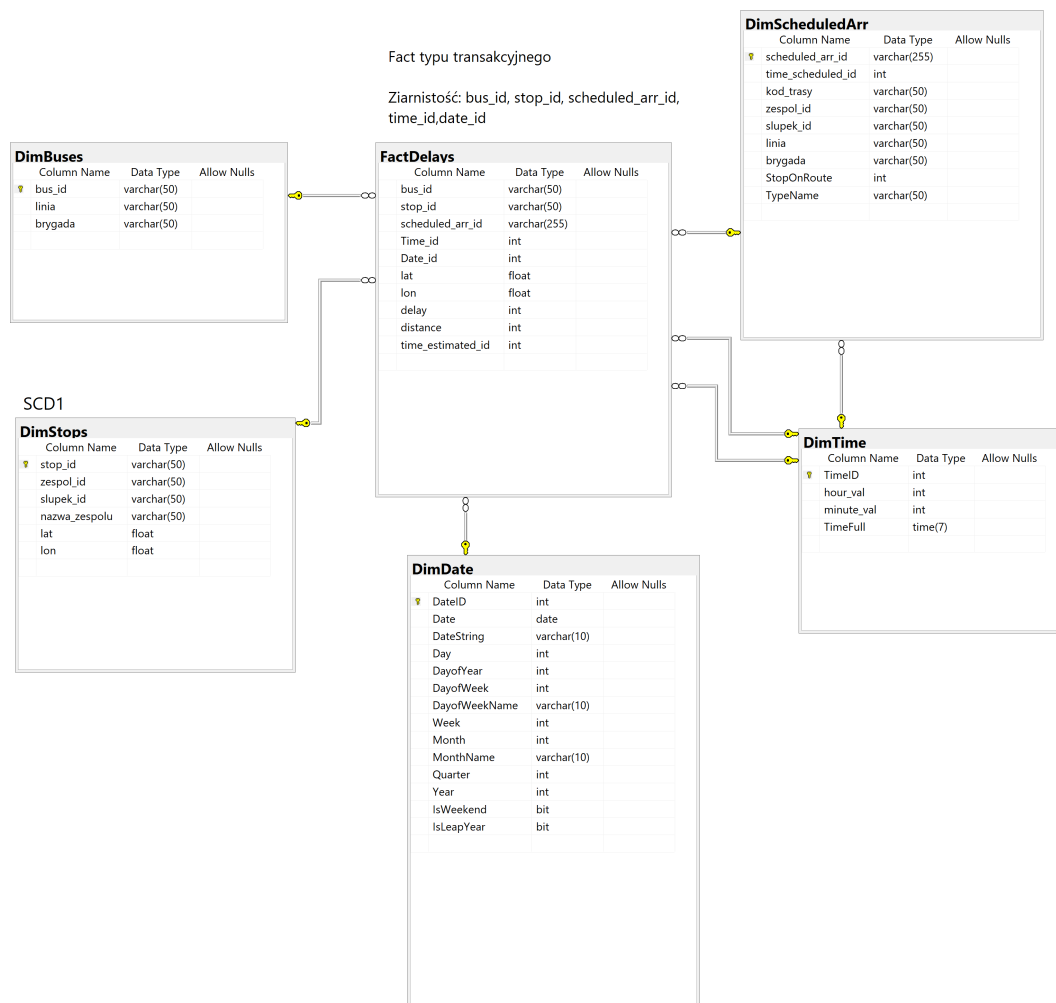 Fact typu transakcyjnego
Ziarnistość: bus_id, stop_id, scheduled_arr_id,
time_id,date_id
DimBuses
Column Name Data Type Allow Nulls
bus_id varchar(50)
linia varchar(50)
brygada varchar(50)
FactDelays
Column Name Data Type Allow Nulls
bus_id varchar(50)
stop_id varchar(50)
scheduled_arr_id varchar(255)
Time_id int
Date_id int
lat float
lon float
delay int
distance int
time_estimated_id int
DimScheduledArr
Column Name Data Type Allow Nulls
scheduled_arr_id varchar(255)
time_scheduled_id int
kod_trasy varchar(50)
zespol_id varchar(50)
slupek_id varchar(50)
linia varchar(50)
brygada varchar(50)
StopOnRoute int
TypeName varchar(50)
SCD1
DimStops
Column Name Data Type Allow Nulls
stop_id varchar(50)
zespol_id varchar(50)
slupek_id varchar(50)
nazwa_zespolu varchar(50)
lat float
lon float
DimTime
Column Name Data Type Allow Nulls
TimeID int
hour_val int
minute_val int
TimeFull time(7)
DimDate
Column Name Data Type Allow Nulls
DateID int
Date date
DateString varchar(10)
Day int
DayofYear int
DayofWeek int
DayofWeekName varchar(10)
Week int
Month int
MonthName varchar(10)
Quarter int
Year int
IsWeekend bit
IsLeapYear bit